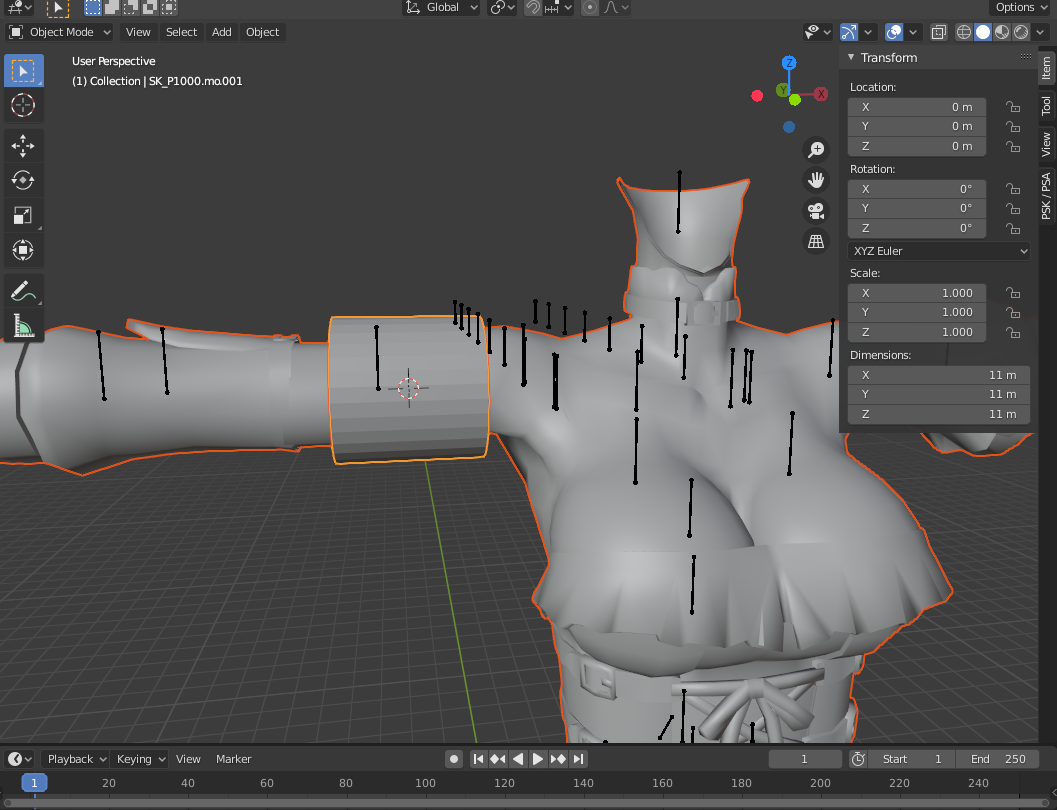 Global
Options
Object Mode View Select Add Object
User Perspective
(1) Collection | SK_P1000.mo.001
Z
Y
X
Transform
Location:
X 0 m
Y 0 m
Z 0 m
Rotation:
X 0°
Y 0°
Z 0°
XYZ Euler
Scale:
X 1.000
Y 1.000
Z 1.000
Dimensions:
X 11 m
Y 11 m
Z 11 m
Item
Tool
View
PSK / PSA
Playback Keying View Marker 1 Start 1 End 250
1 20 40 60 80 100 120 140 160 180 200 220 240